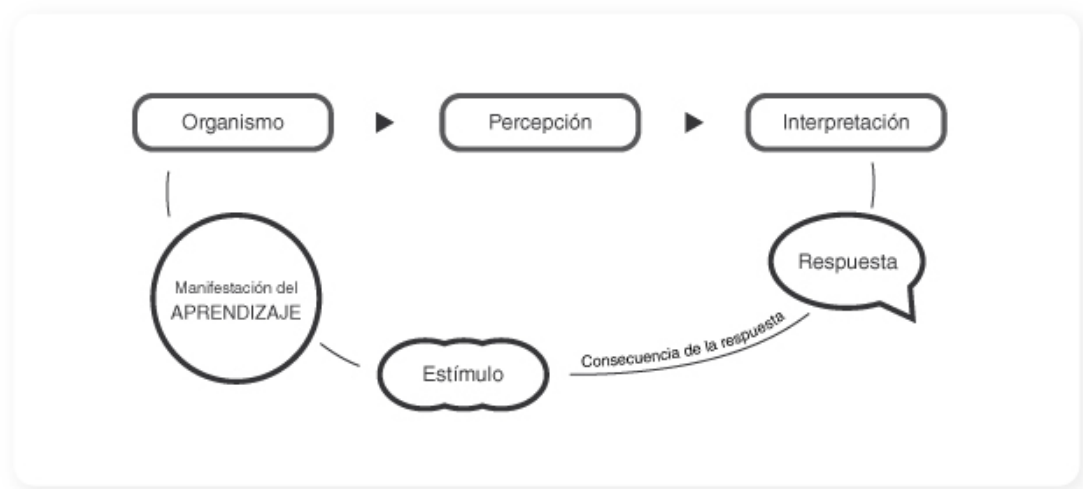 Organismo
Percepción
Interpretación
Manifestación del
APRENDIZAJE
Respuesta
Consecuencia de la respuesta
Estímulo